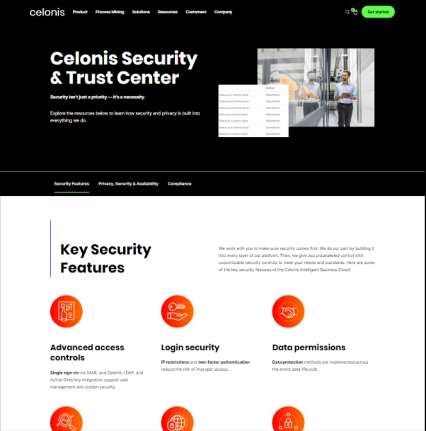 celonis
Product Process Mining Solutions Resources Customers Company
Get started
Celonis Security
& Trust Center
Security isn't just a priority — it's a necessity.
Explore the resources below to learn how security and privacy is built into
everything we do.
Security Features Privacy, Security & Availability Compliance
Key Security
Features
We work with you to make sure security comes first. We do our part by building it
into every layer of our platform. Then, we give you unparalleled control with
customizable security controls to meet your needs and standards. Here are some
of the key security features of the Celonis Intelligent Business Cloud.
Advanced access
controls
Single sign-on via SAML and OpenId, LDAP, and
Active Directory integration support user
management and system security.
Login security
IP restrictions and two-factor authentication
reduce the risk of improper access.
Data permissions
Data protection methods are implemented across
the entire data lifecycle.